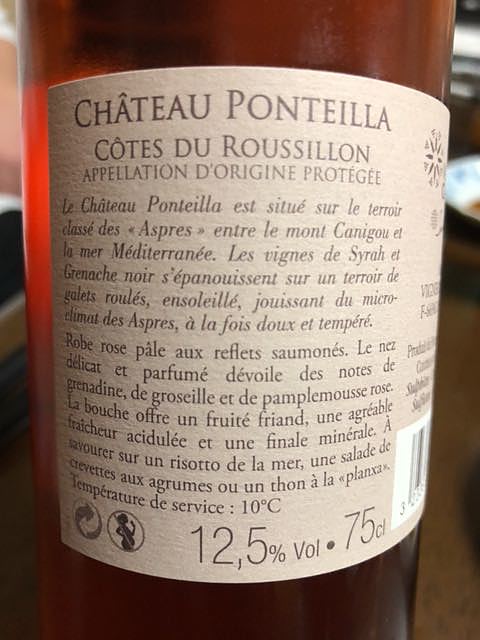 CHÂTEAU PONTEILLA
CÔTES DU ROUSSILLON
APPELLATION D'ORIGINE PROTÉGÉE
Le Château Ponteilla est situé sur le terroir
classé des « Aspres » entre le mont Canigou et
la mer Méditerranée. Les vignes de Syrah et
Grenache noir s'épanouissent sur un terroir de
galets roulés, ensoleillé, jouissant du micro-
climat des Aspres, à la fois doux et tempéré.
Robe rose pâle aux reflets saumonés. Le nez
délicat et parfumé dévoile des notes de
grenadine, de groseille et de pamplemousse rose.
La bouche offre un fruité friand, une agréable
fraîcheur acidulée et une finale minérale. À
savourer sur un risotto de la mer, une salade de
crevettes aux agrumes ou un thon à la «planxa».
Température de service : 10°C
12,5% Vol • 75cl
3